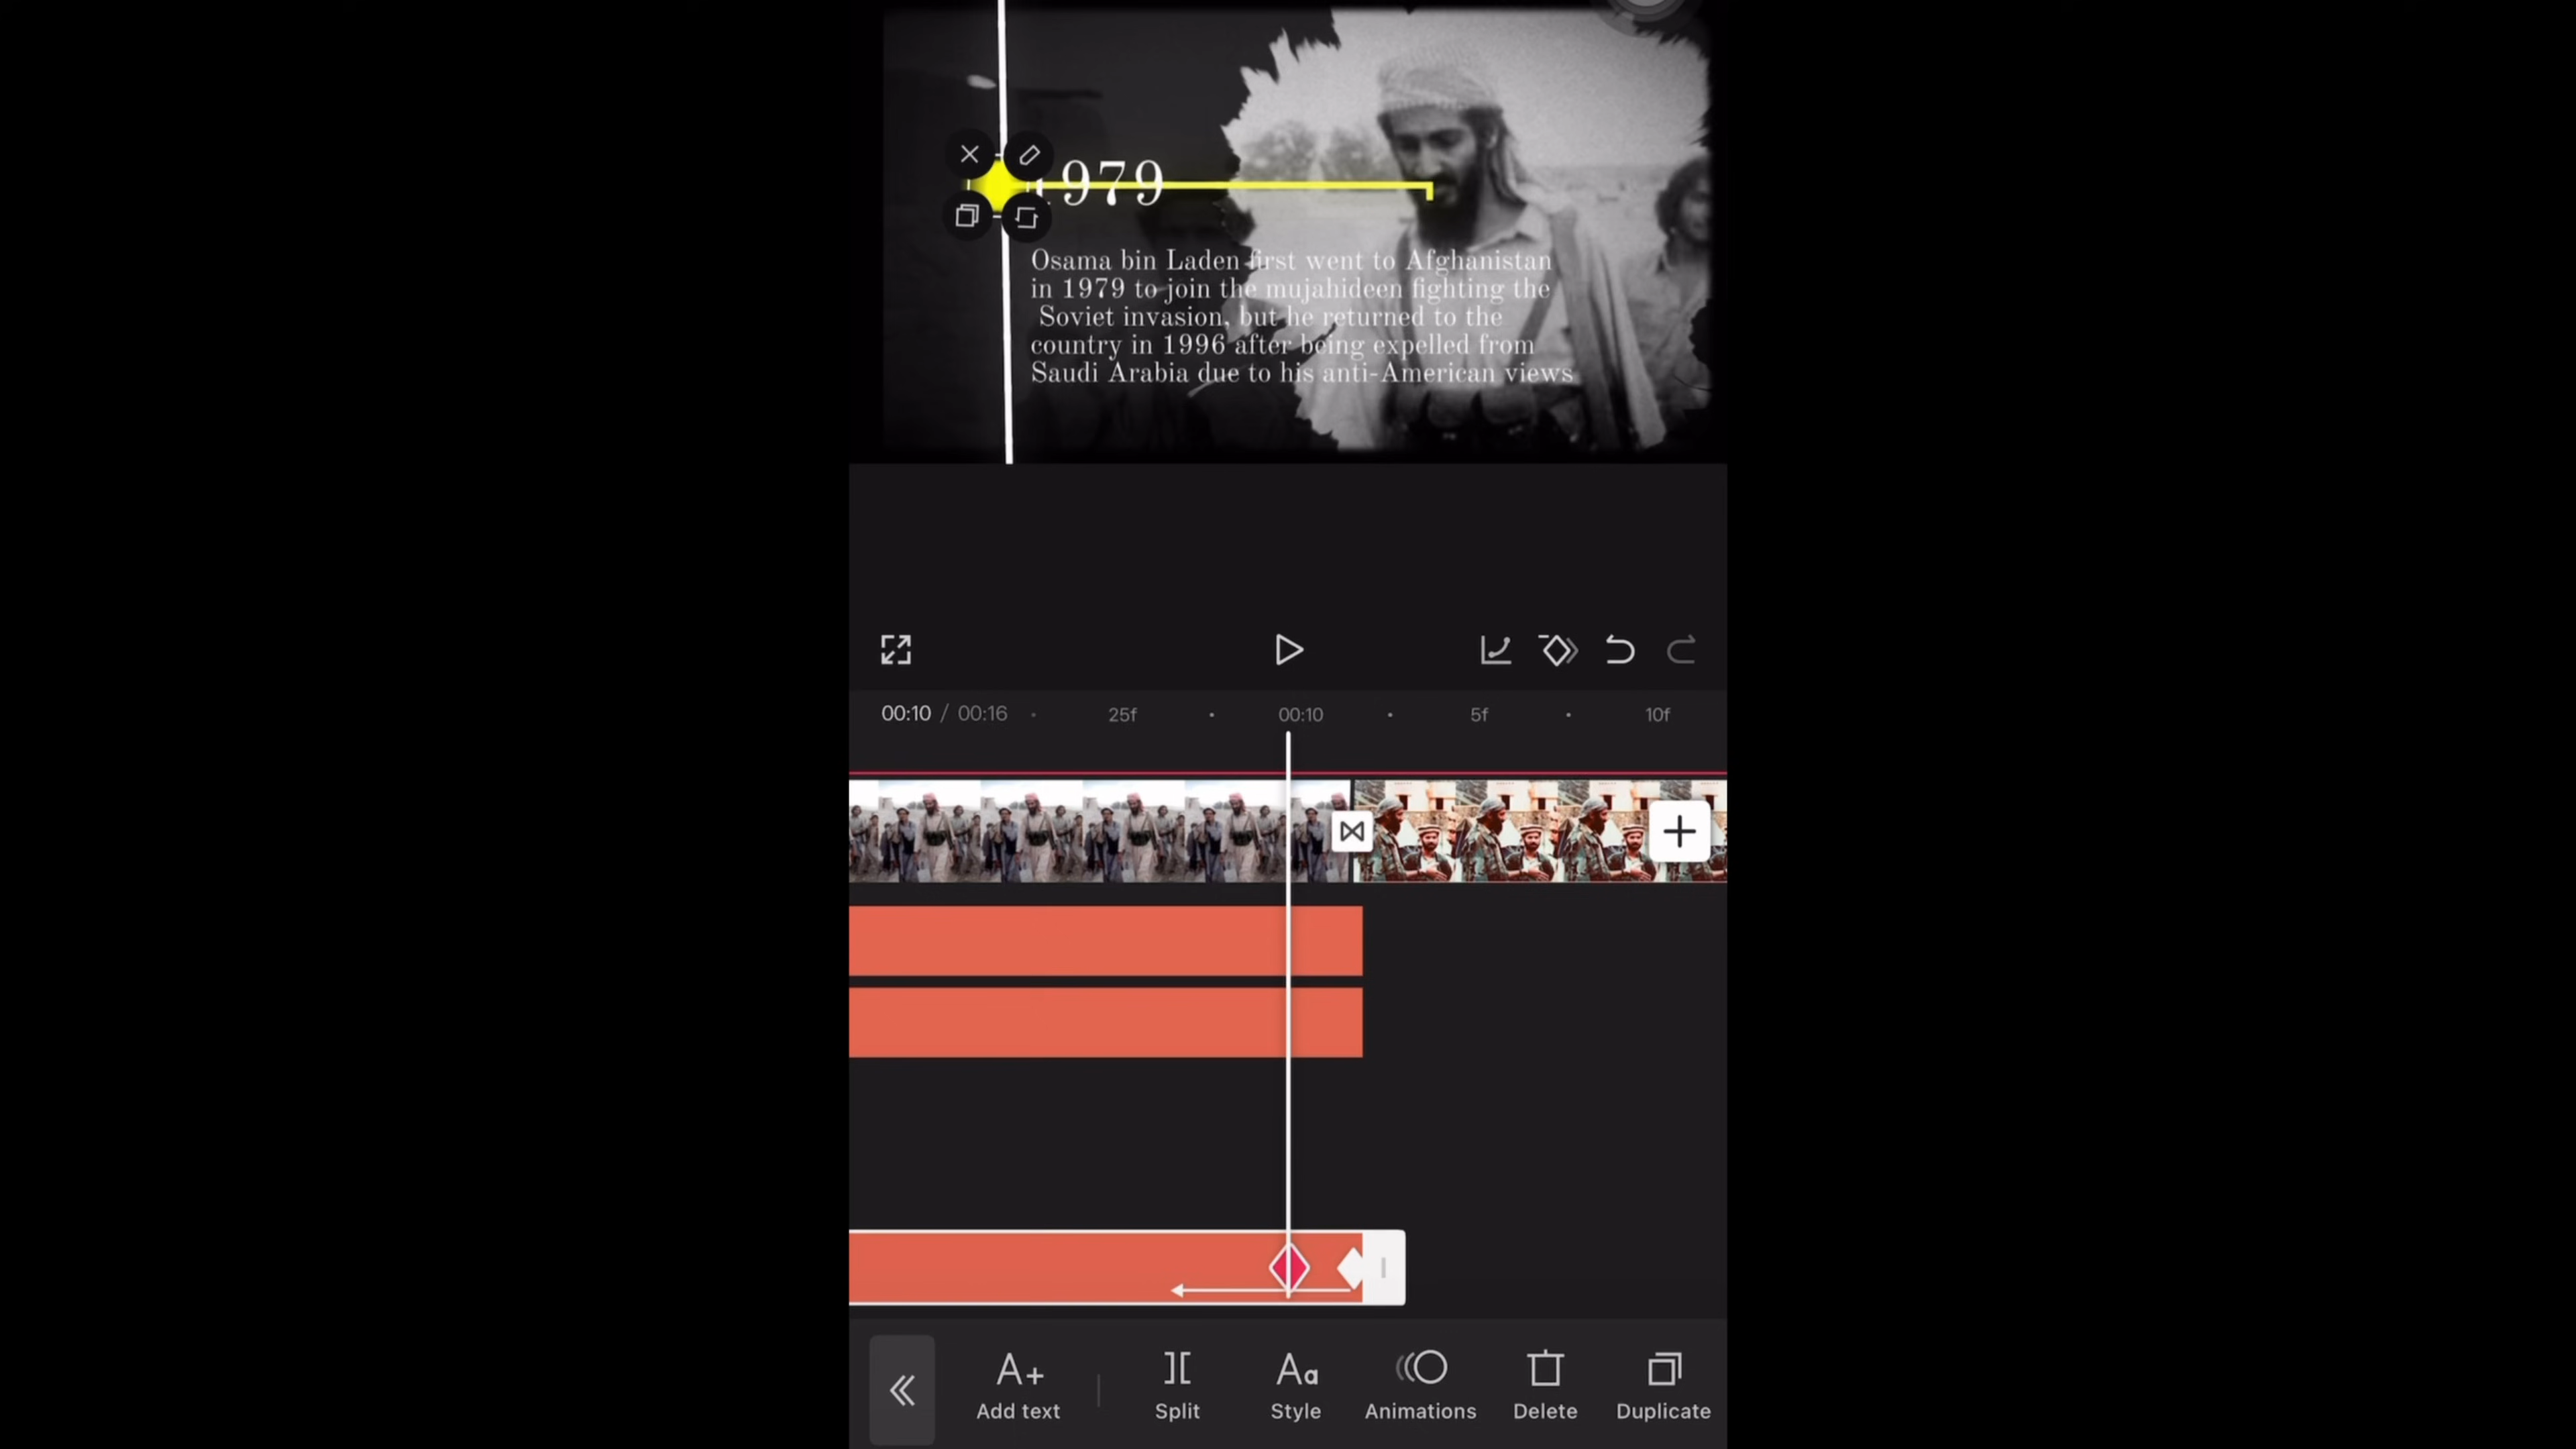 1979
Osama bin Laden first went to Afghanistan
in 1979 to join the mujahideen fighting the
Soviet invasion, but he returned to the
country in 1996 after being expelled from
Saudi Arabia due to his anti-American views
00:10 / 00:16 25f 00:10 5f 10f
Add text Split Style Animations Delete Duplicate